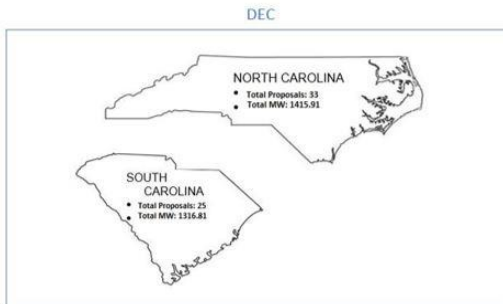 DEC
NORTH CAROLINA
• Total Proposals: 33
• Total MW: 1415.91
SOUTH
CAROLINA
• Total Proposals: 25
• Total MW: 1316.81